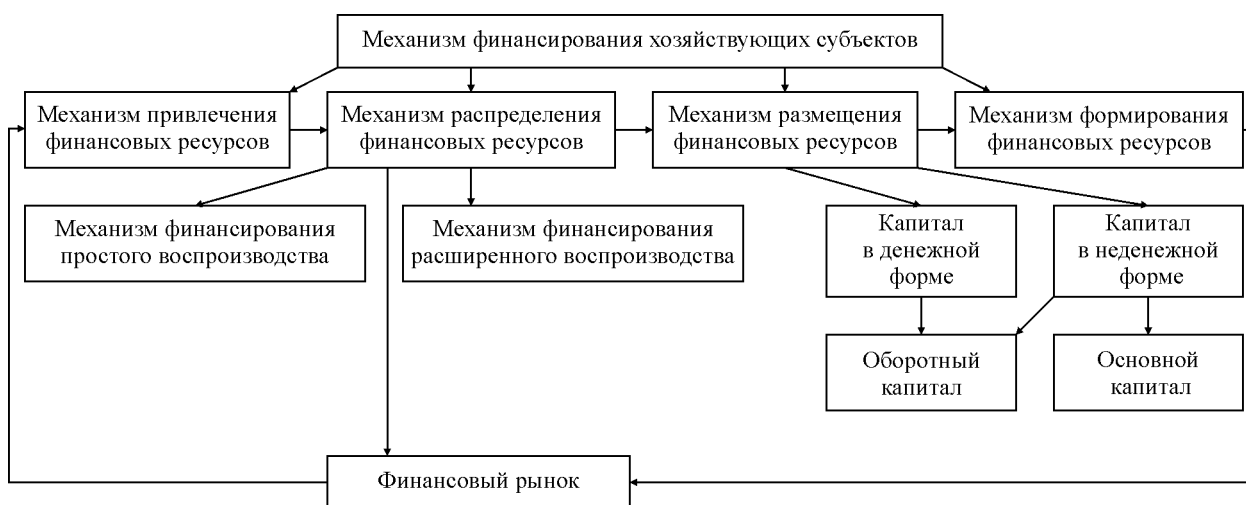 Механизм финансирования хозяйствующих субъектов
Механизм привлечения
финансовых ресурсов
Механизм распределения
финансовых ресурсов
Механизм размещения
финансовых ресурсов
Механизм формирования
финансовых ресурсов
Механизм финансирования
простого воспроизводства
Механизм финансирования
расширенного воспроизводства
Капитал
в денежной
форме
Капитал
в неденежной
форме
Оборотный
капитал
Основной
капитал
Финансовый рынок